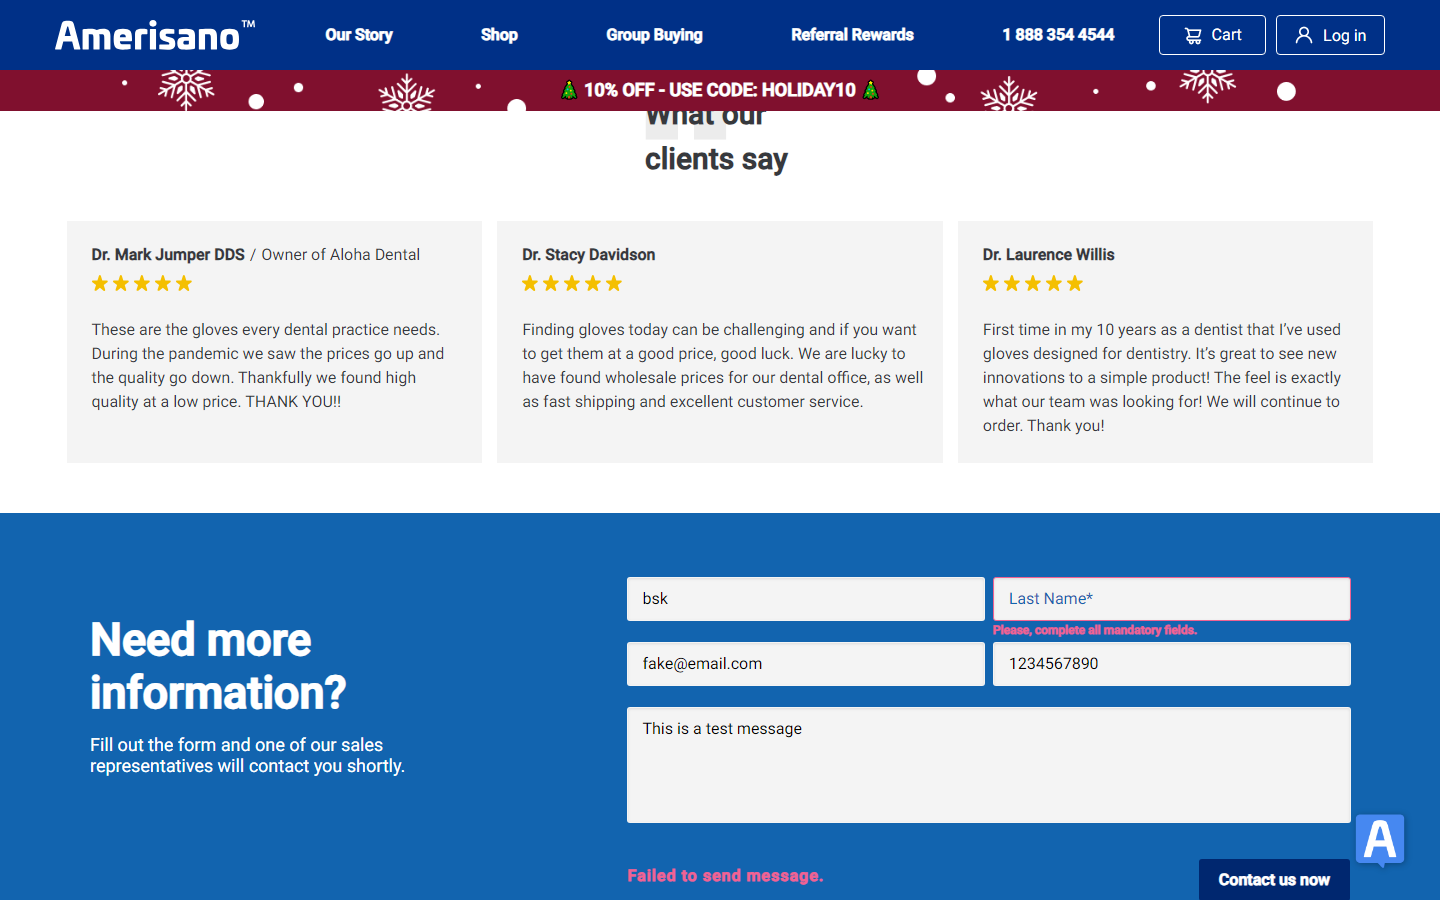 Amerisano™
Our Story
Shop
Group Buying
Referral Rewards
1 888 354 4544
Cart
Log in
10% OFF - USE CODE: HOLIDAY10
What our
clients say
Dr. Mark Jumper DDS / Owner of Aloha Dental
These are the gloves every dental practice needs.
During the pandemic we saw the prices go up and
the quality go down. Thankfully we found high
quality at a low price. THANK YOU!!
Dr. Stacy Davidson
Finding gloves today can be challenging and if you want
to get them at a good price, good luck. We are lucky to
have found wholesale prices for our dental office, as well
as fast shipping and excellent customer service.
Dr. Laurence Willis
First time in my 10 years as a dentist that I’ve used
gloves designed for dentistry. It’s great to see new
innovations to a simple product! The feel is exactly
what our team was looking for! We will continue to
order. Thank you!
Need more
information?
Fill out the form and one of our sales
representatives will contact you shortly.
bsk
Last Name*
Please, complete all mandatory fields.
fake@email.com
1234567890
This is a test message
Failed to send message.
Contact us now
A